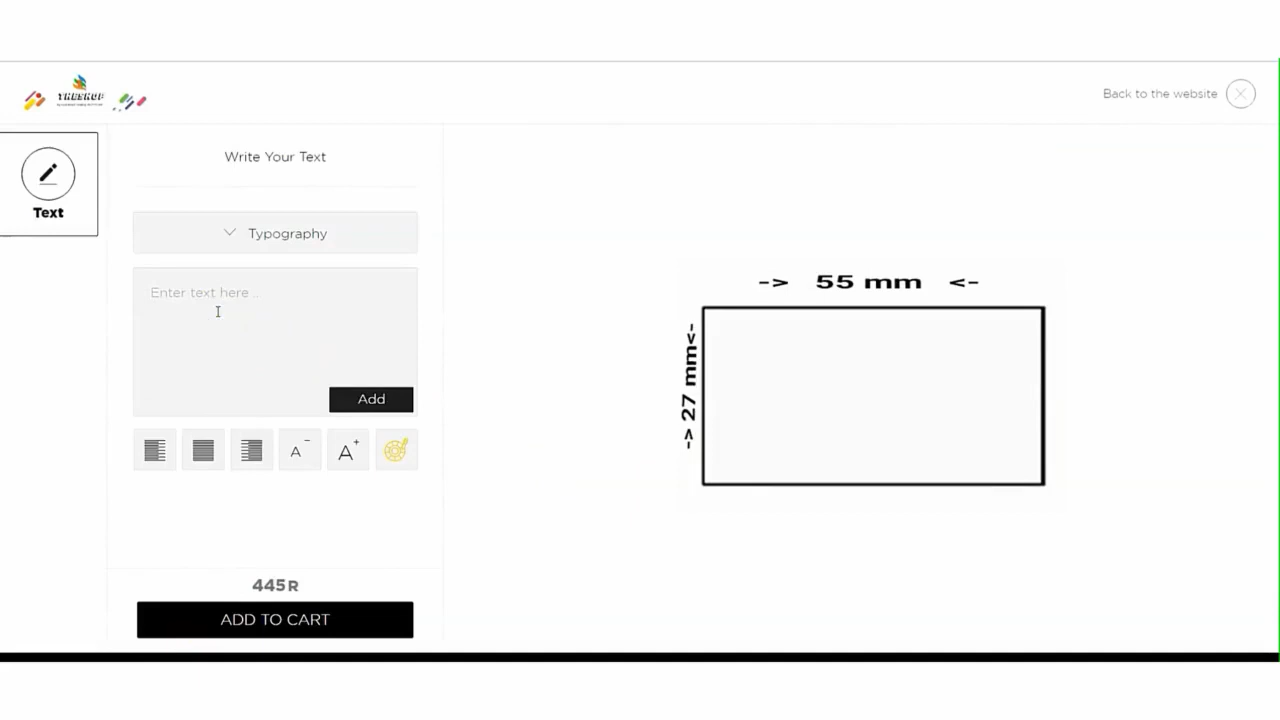 Back to the website
Text
Write Your Text
Typography
Enter text here ..
Add
A-
A+
445R
ADD TO CART
-> 55 mm <-
-> 27 mm<-